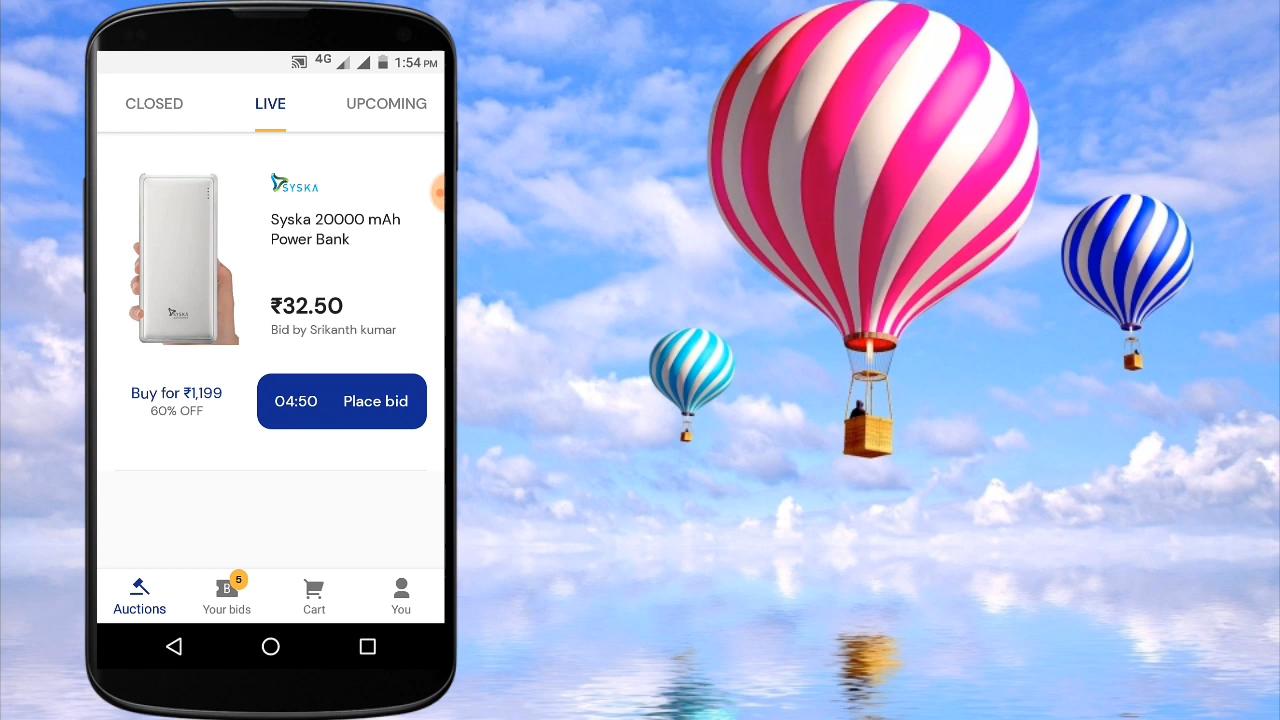 4G 1:54 PM
CLOSED LIVE UPCOMING
SYSKA
Syska 20000 mAh
Power Bank
₹32.50
Bid by Srikanth kumar
SYSKA
Buy for ₹1,199
60% OFF
04:50 Place bid
B 5
Auctions Your bids Cart You